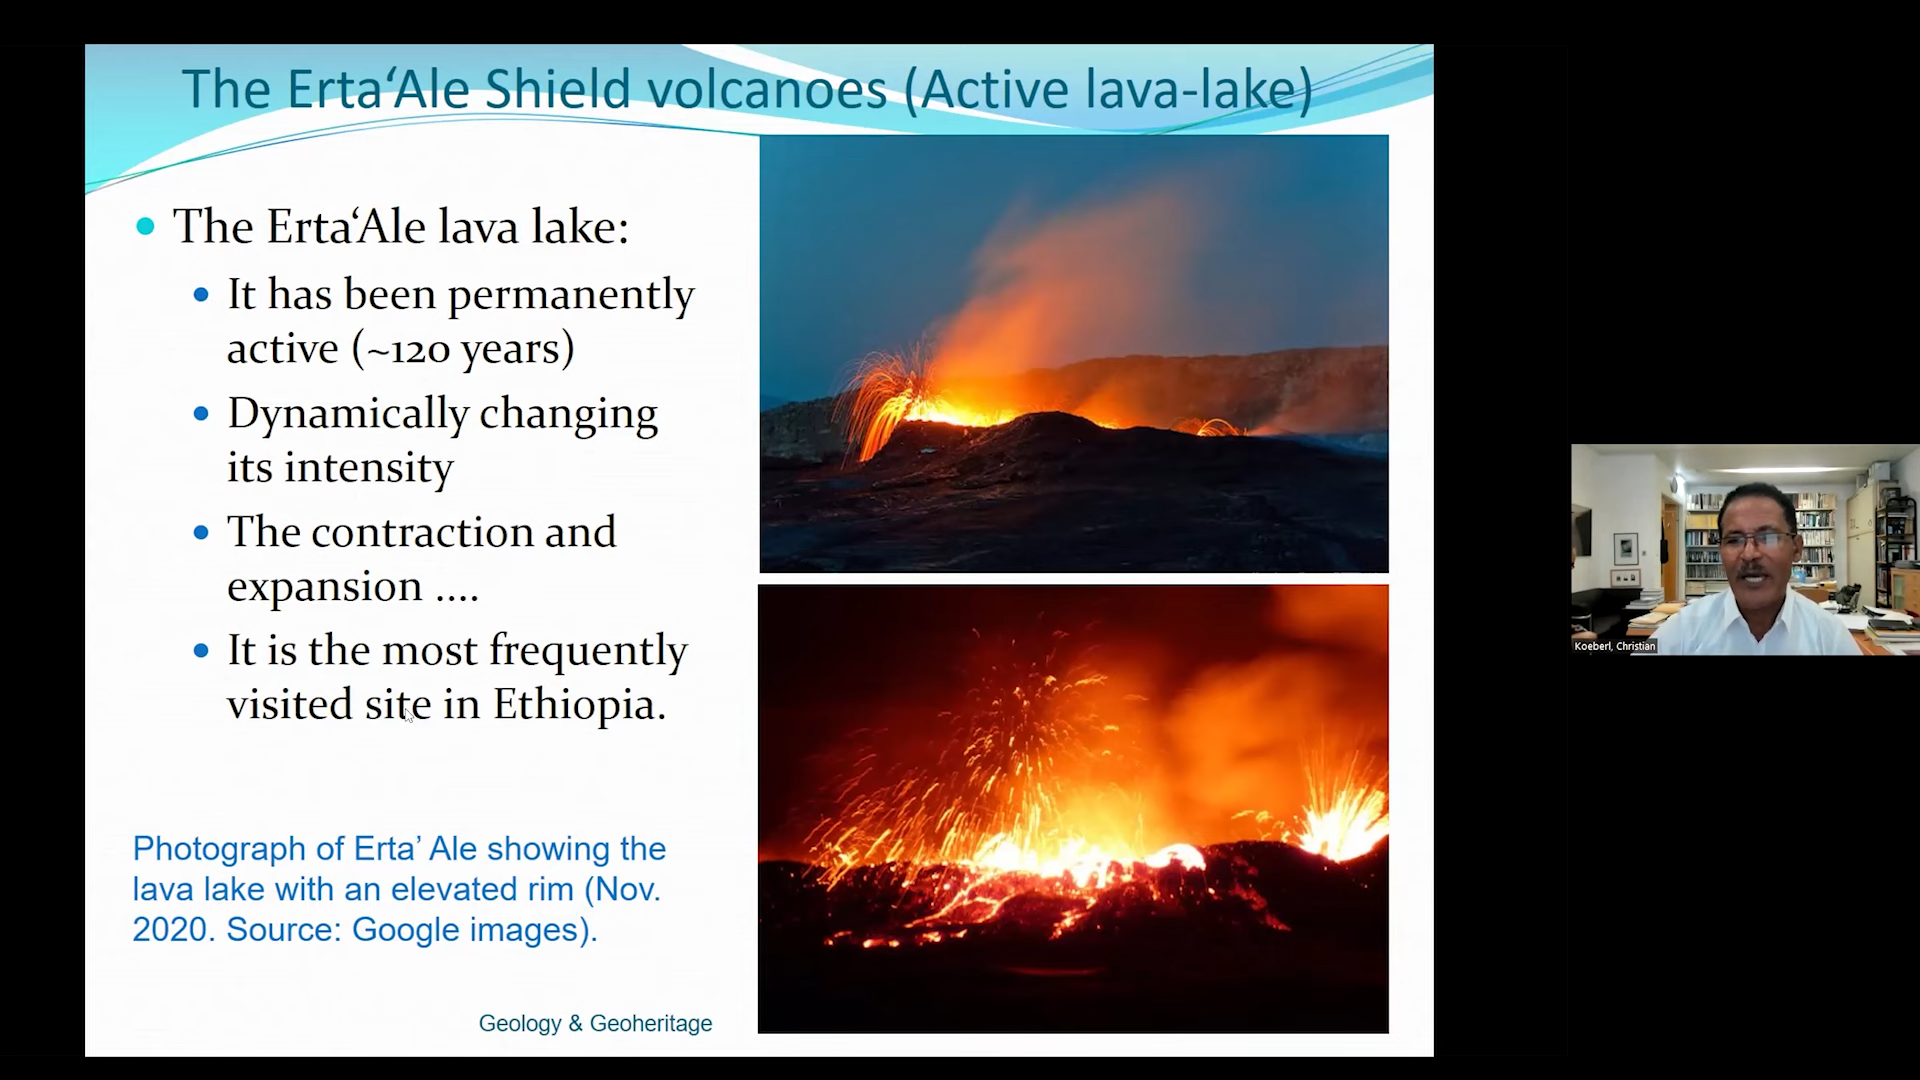 The Erta‘Ale Shield volcanoes (Active lava-lake)
The Erta‘Ale lava lake:
It has been permanently
active (~120 years)
Dynamically changing
its intensity
The contraction and
expansion ....
It is the most frequently
visited site in Ethiopia.
Photograph of Erta’ Ale showing the
lava lake with an elevated rim (Nov.
2020. Source: Google images).
Geology & Geoheritage
Koeberl, Christian